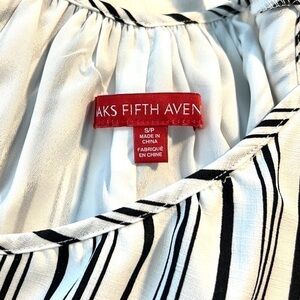 AKS FIFTH AVEN
S/P
MADE IN
CHINA
FABRIQUÉ
EN CHINE